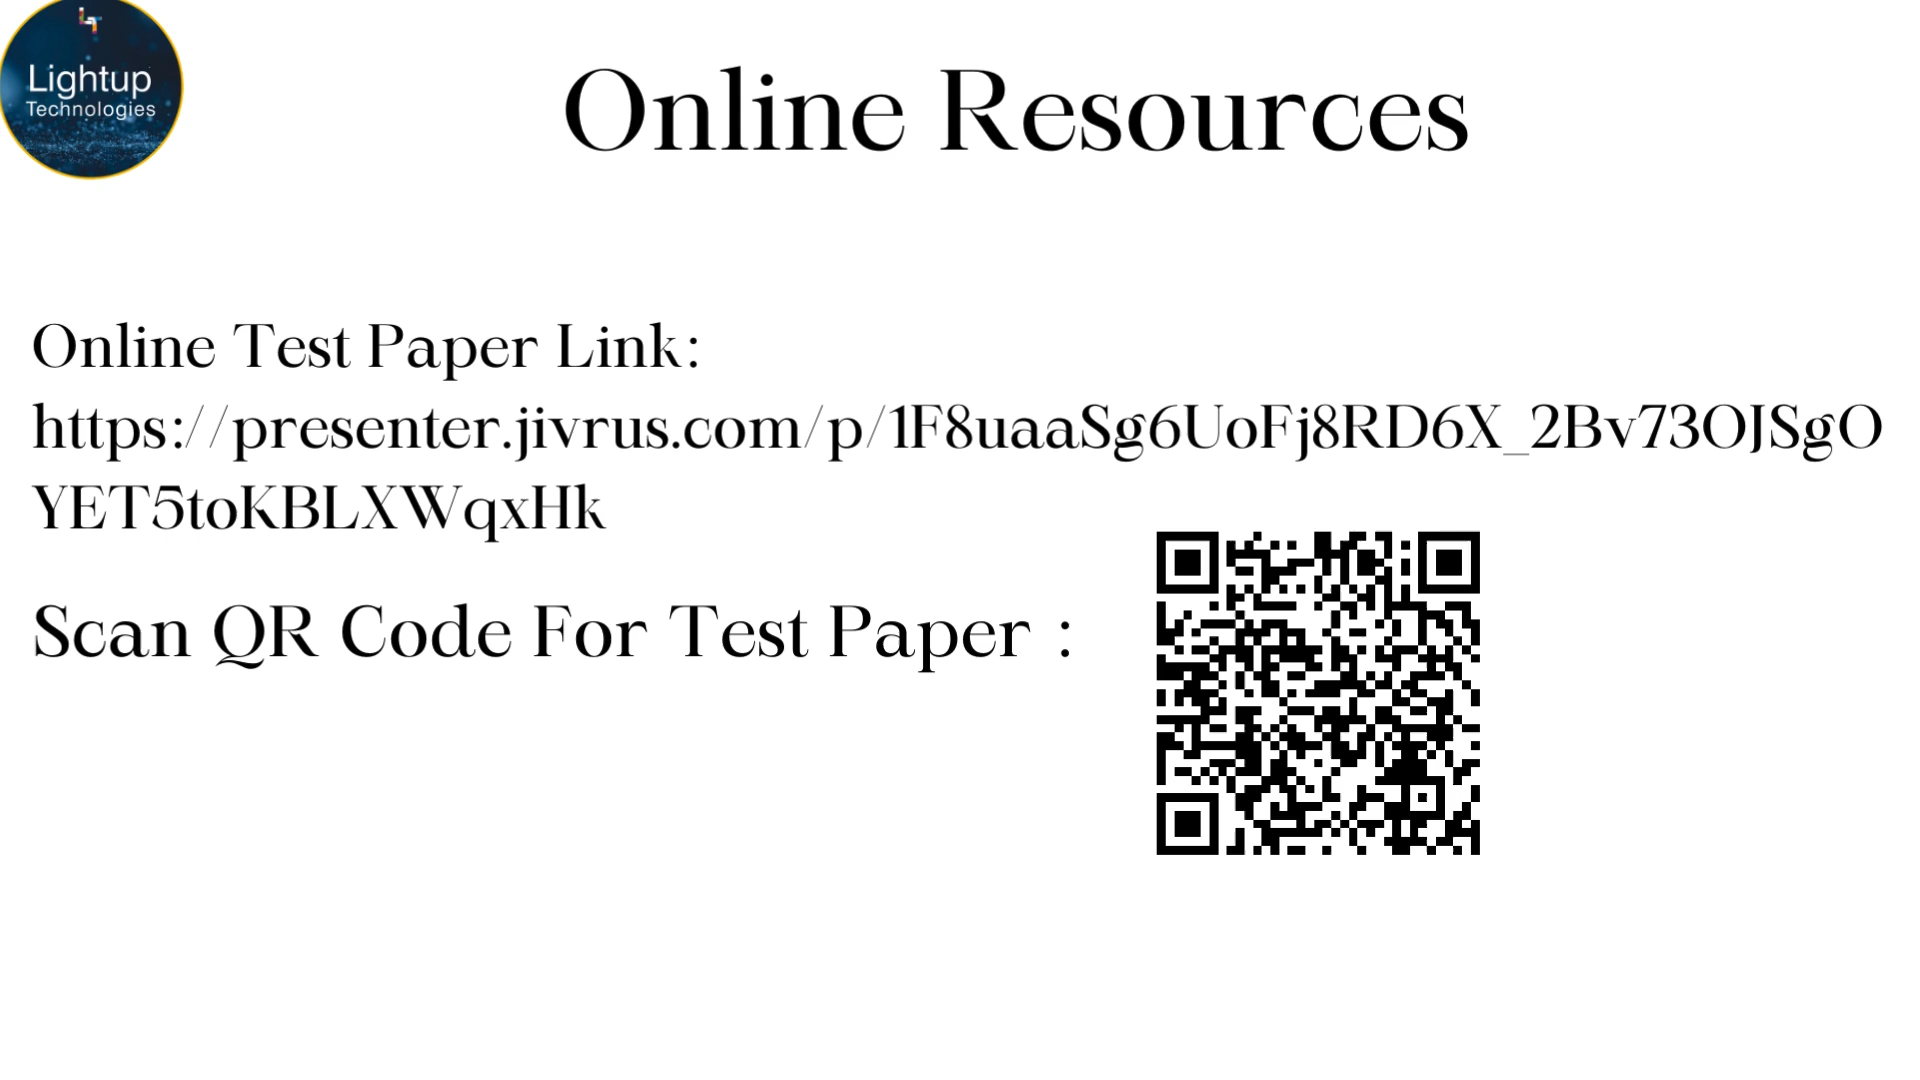 Lightup
Technologies
Online Resources
Online Test Paper Link:
https://presenter.jivrus.com/p/1F8uaaSg6UoFj8RD6X_2Bv73OJSgO
YET5toKBLXWqxHk
Scan QR Code For Test Paper :